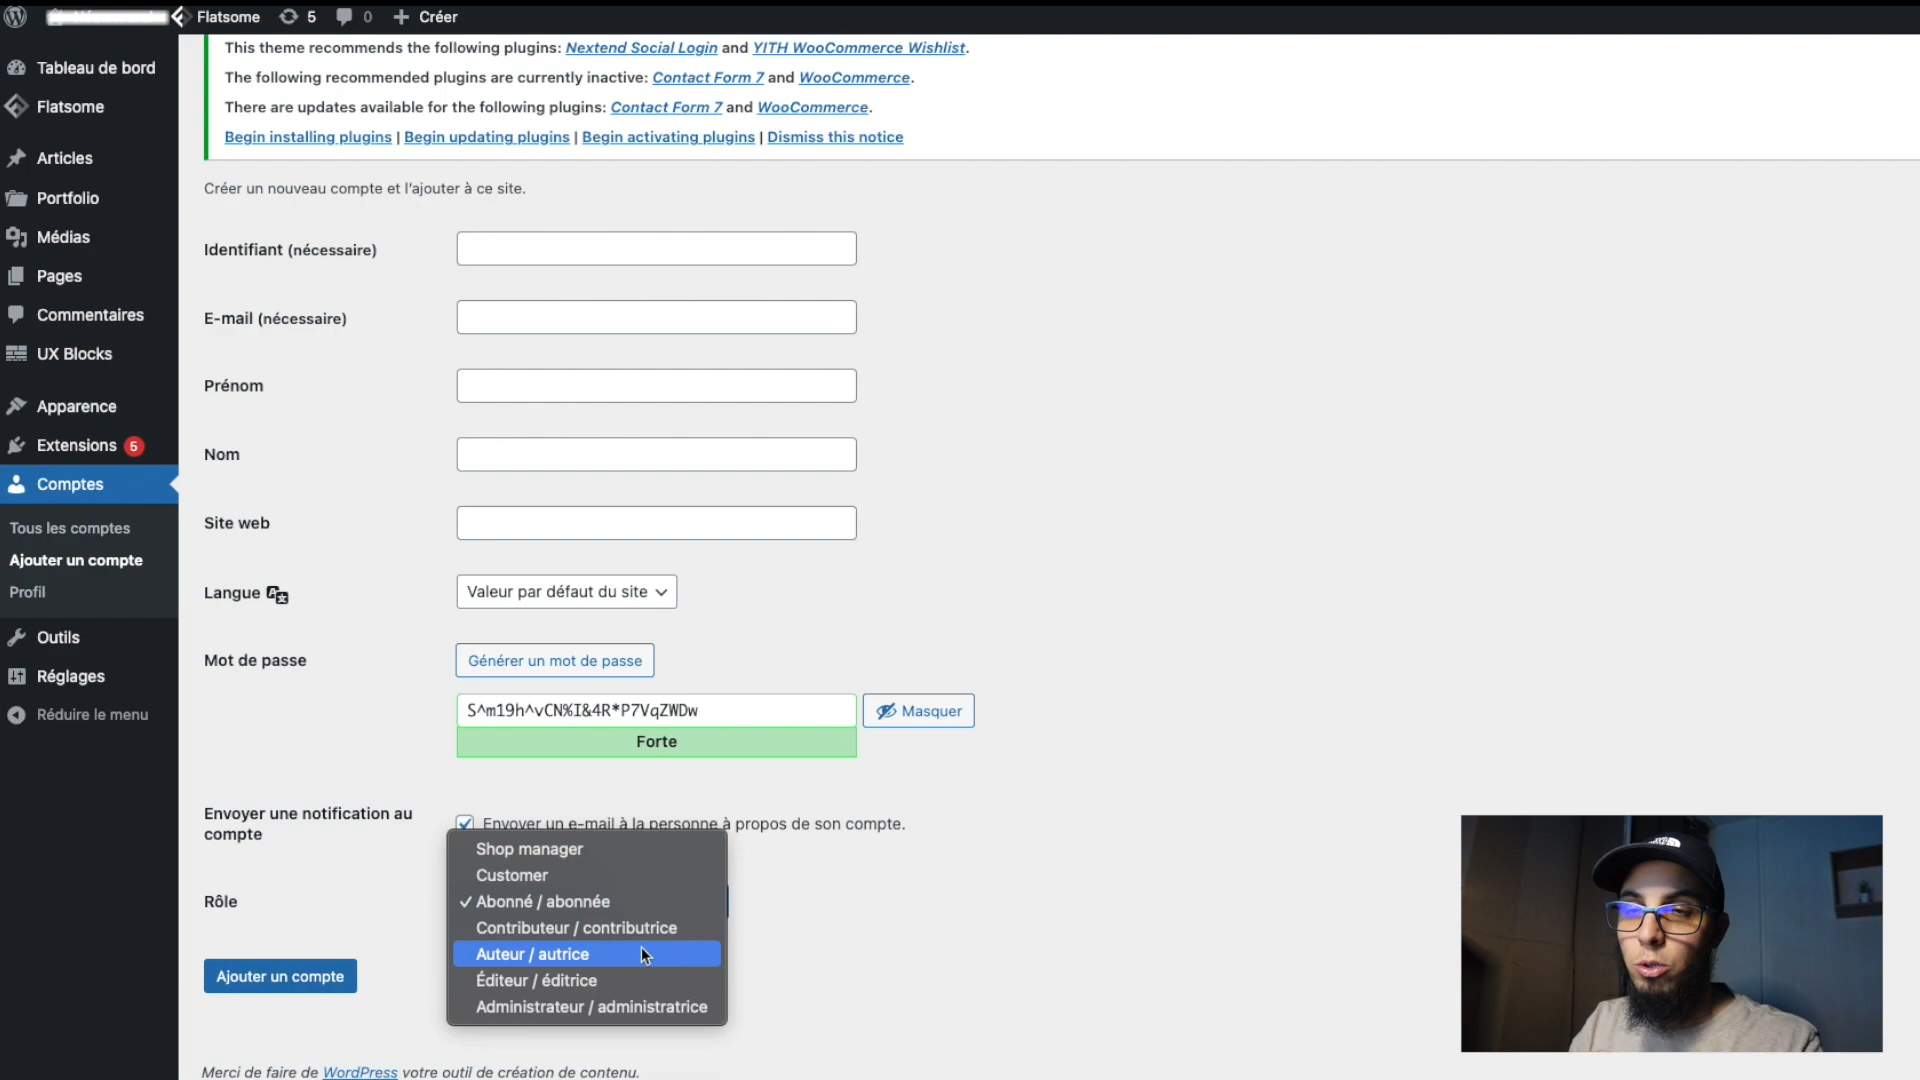 Flatsome 5 0 Créer
This theme recommends the following plugins: Nextend Social Login and YITH WooCommerce Wishlist.
The following recommended plugins are currently inactive: Contact Form 7 and WooCommerce.
There are updates available for the following plugins: Contact Form 7 and WooCommerce.
Begin installing plugins | Begin updating plugins | Begin activating plugins | Dismiss this notice
Tableau de bord
Flatsome
Articles
Portfolio
Médias
Pages
Commentaires
UX Blocks
Apparence
Extensions 5
Comptes
Tous les comptes
Ajouter un compte
Profil
Outils
Réglages
Réduire le menu
Créer un nouveau compte et l'ajouter à ce site.
Identifiant (nécessaire)
E-mail (nécessaire)
Prénom
Nom
Site web
Langue
Valeur par défaut du site
Mot de passe
Générer un mot de passe
S^m19h^vCN%I&4R*P7VqZWDw
Masquer
Forte
Envoyer une notification au
compte
Envoyer un e-mail à la personne à propos de son compte.
Rôle
Shop manager
Customer
Abonné / abonnée
Contributeur / contributrice
Auteur / autrice
Éditeur / éditrice
Administrateur / administratrice
Ajouter un compte
Merci de faire de WordPress votre outil de création de contenu.